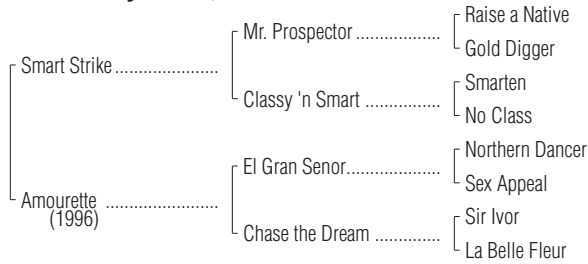 Raise a Native
Mr. Prospector ..................
Gold Digger
Smart Strike ......................
Smarten
Classy 'n Smart ................
No Class
Northern Dancer
El Gran Senor.....................
Sex Appeal
Amourette ........................
(1996)
Sir Ivor
Chase the Dream ..............
La Belle Fleur